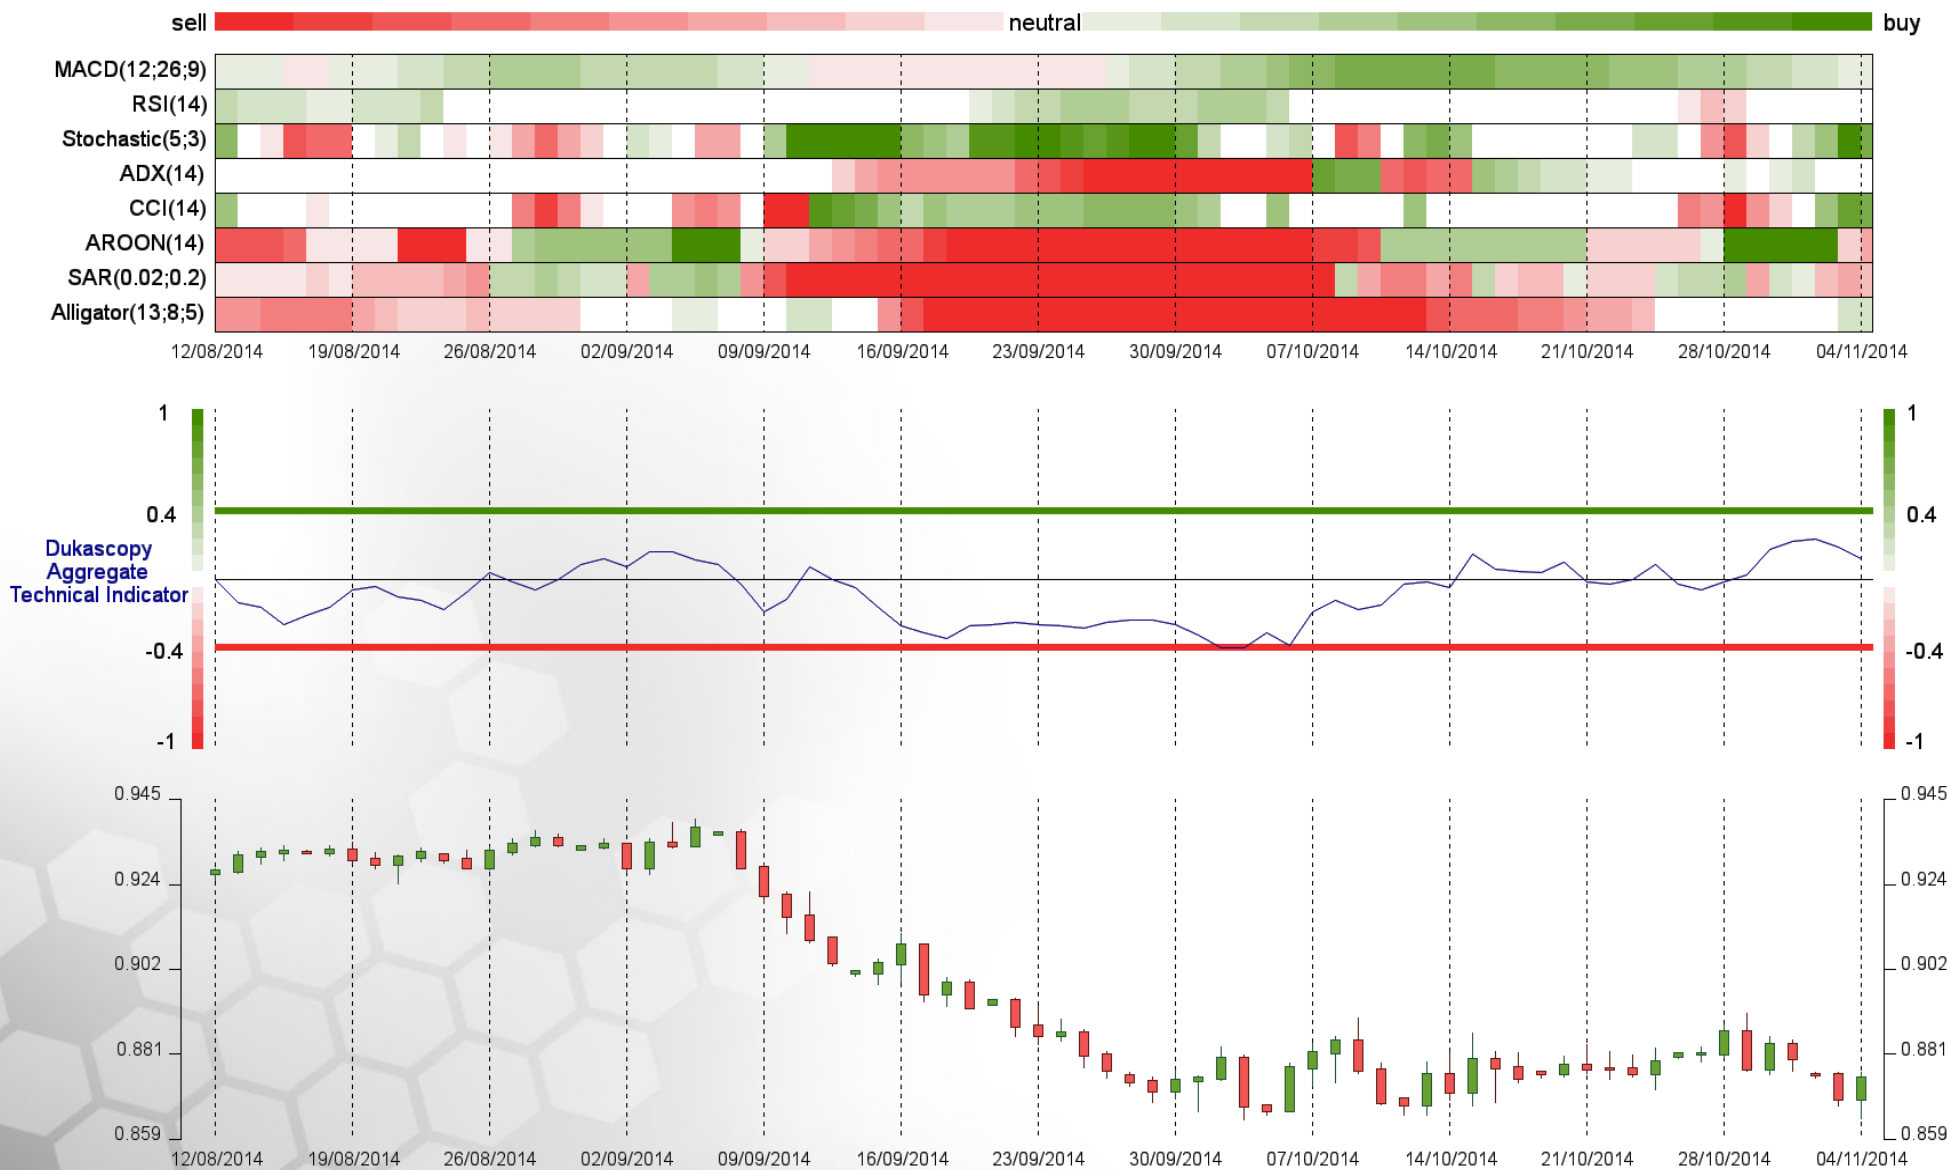 sell neutral buy
MACD(12;26;9)
RSI(14)
Stochastic(5;3)
ADX(14)
CCI(14)
AROON(14)
SAR(0.02;0.2)
Alligator(13;8;5)
12/08/2014 19/08/2014 26/08/2014 02/09/2014 09/09/2014 16/09/2014 23/09/2014 30/09/2014 07/10/2014 14/10/2014 21/10/2014 28/10/2014 04/11/2014
1 1
0.4 0.4
Dukascopy
Aggregate
Technical Indicator
-0.4 -0.4
-1 -1
0.945 0.945
0.924 0.924
0.902 0.902
0.881 0.881
0.859 0.859
12/08/2014 19/08/2014 26/08/2014 02/09/2014 09/09/2014 16/09/2014 23/09/2014 30/09/2014 07/10/2014 14/10/2014 21/10/2014 28/10/2014 04/11/2014